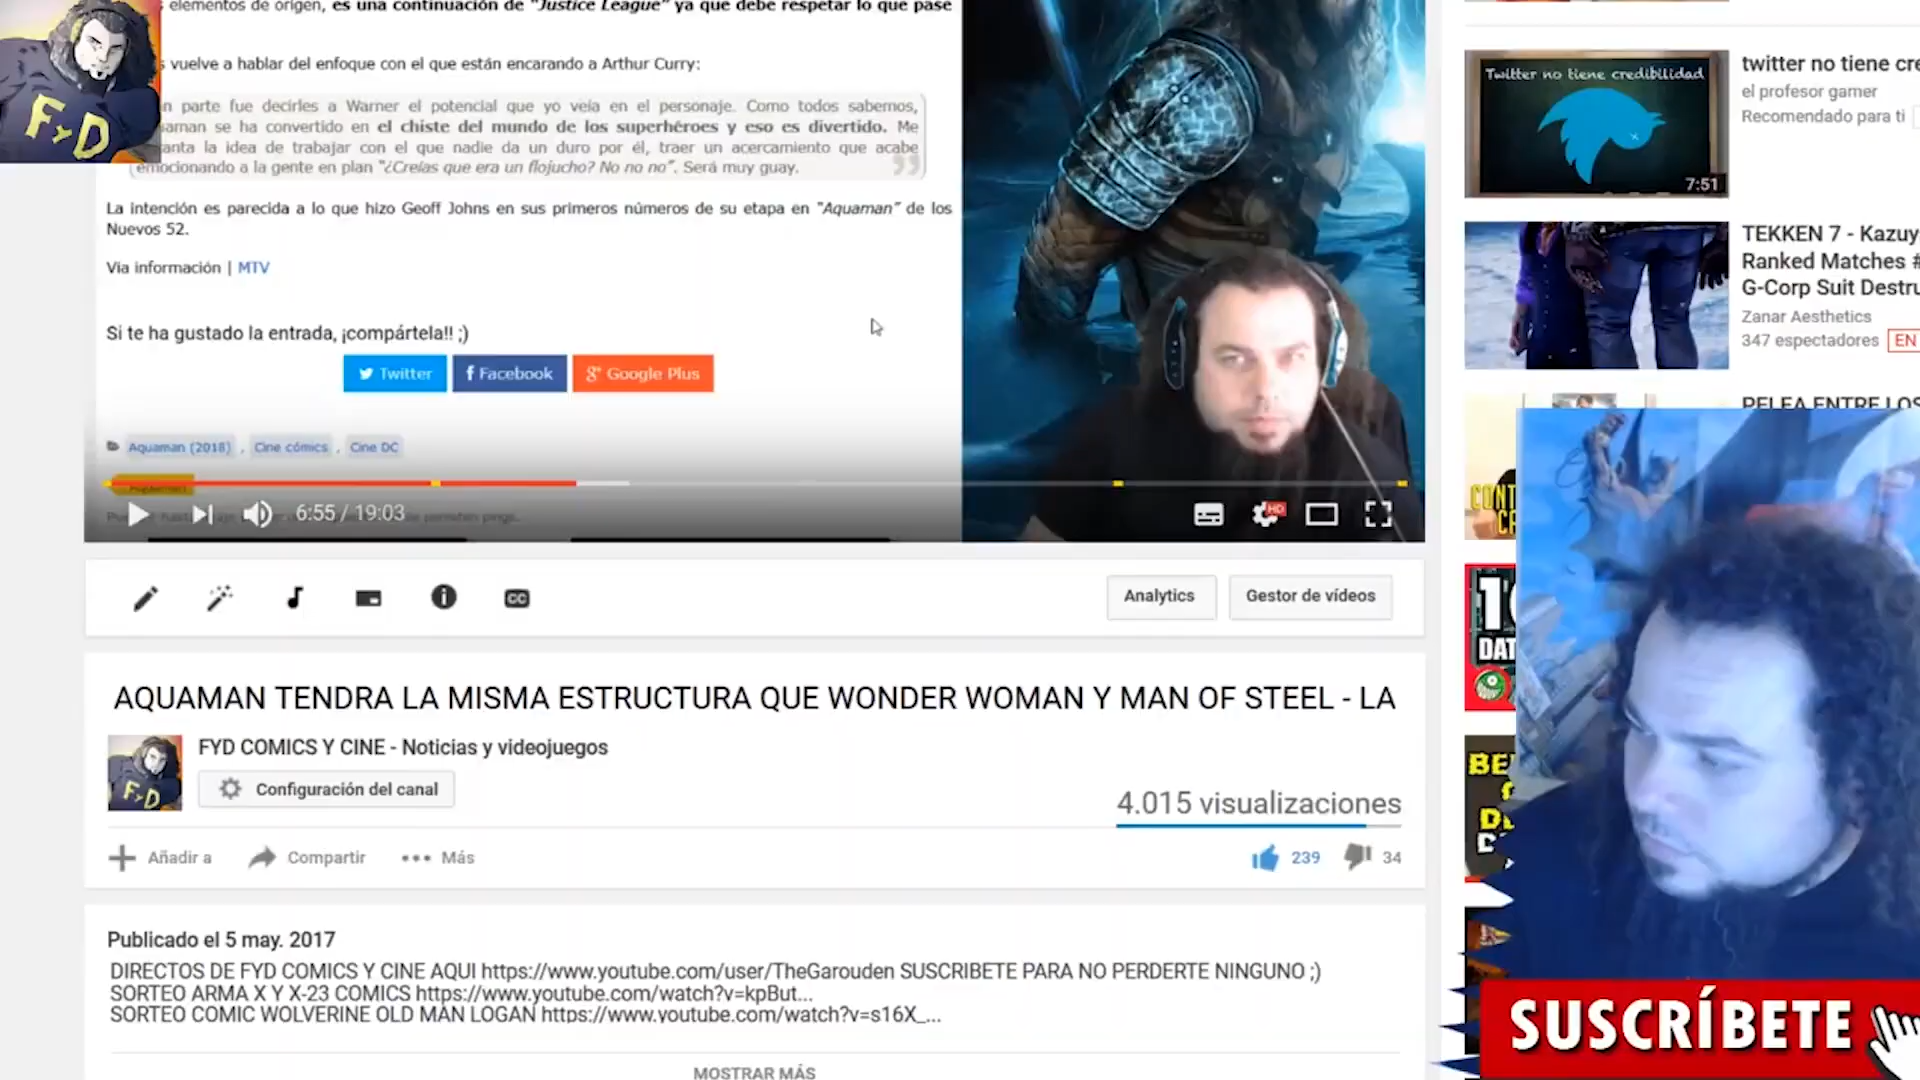 elementos de origen, es una continuación de "Justice League" ya que debe respetar lo que pase
vuelve a hablar del enfoque con el que están encarando a Arthur Curry:
parte fue decirles a Warner el potencial que yo veía en el personaje. Como todos sabemos,
se ha convertido en el chiste del mundo de los superhéroes y eso es divertido. Me
la idea de trabajar con el que nadie da un duro por él, traer un acercamiento que acabe
emocionando a la gente en plan "¿Creías que era un flojucho? No no no". Será muy guay.
La intención es parecida a lo que hizo Geoff Johns en sus primeros números de su etapa en "Aquaman" de los
Nuevos 52.
Vía información | MTV
Si te ha gustado la entrada, ¡compártela!! ;)
Twitter
Facebook
Google Plus
Aquaman (2018) , Cine cómics , Cine DC
6:55 / 19:03
HD
CC
Analytics
Gestor de vídeos
AQUAMAN TENDRA LA MISMA ESTRUCTURA QUE WONDER WOMAN Y MAN OF STEEL - LA
FYD COMICS Y CINE - Noticias y videojuegos
Configuración del canal
4.015 visualizaciones
Añadir a
Compartir
Más
239
34
Publicado el 5 may. 2017
DIRECTOS DE FYD COMICS Y CINE AQUI https://www.youtube.com/user/TheGarouden SUSCRIBETE PARA NO PERDERTE NINGUNO ;)
SORTEO ARMA X Y X-23 COMICS https://www.youtube.com/watch?v=kpBut...
SORTEO COMIC WOLVERINE OLD MAN LOGAN https://www.youtube.com/watch?v=s16X_...
MOSTRAR MÁS
FYD
FYD
Twitter no tiene credibilidad
7:51
twitter no tiene cre
el profesor gamer
Recomendado para ti
TEKKEN 7 - Kazuy
Ranked Matches #
G-Corp Suit Destru
Zanar Aesthetics
347 espectadores
EN
PELEA ENTRE LOS
CONT
DAT
BE
SUSCRÍBETE